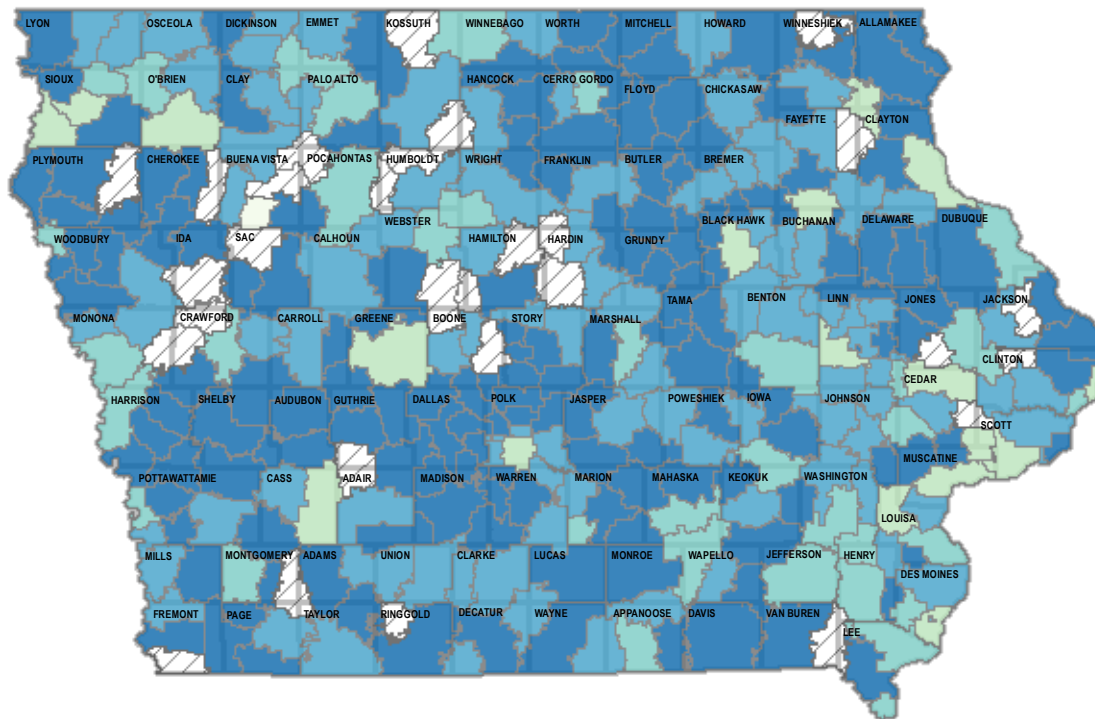 LYON OSCEOLA DICKINSON EMMET KOSSUTH WINNEBAGO WORTH MITCHELL HOWARD WINNESHIEK ALLAMAKEE
SIOUX O'BRIEN CLAY PALO ALTO HANCOCK CERRO GORDO FLOYD CHICKASAW
FAYETTE CLAYTON
PLYMOUTH CHEROKEE BUENA VISTA POCAHONTAS HUMBOLDT WRIGHT FRANKLIN BUTLER BREMER
WOODBURY IDA SAC CALHOUN WEBSTER HAMILTON HARDIN GRUNDY BLACK HAWK BUCHANAN DELAWARE DUBUQUE
MONONA CRAWFORD CARROLL GREENE BOONE STORY MARSHALL TAMA BENTON LINN JONES JACKSON
CLINTON
CEDAR
HARRISON SHELBY AUDUBON GUTHRIE DALLAS POLK JASPER POWESHIEK IOWA JOHNSON
SCOTT
MUSCATINE
POTTAWATTAMIE CASS ADAIR MADISON WARREN MARION MAHASKA KEOKUK WASHINGTON
LOUISA
MILLS MONTGOMERY ADAMS UNION CLARKE LUCAS MONROE WAPELLO JEFFERSON HENRY
DES MOINES
FREMONT PAGE TAYLOR RINGGOLD DECATUR WAYNE APPANOOSE DAVIS VAN BUREN
LEE